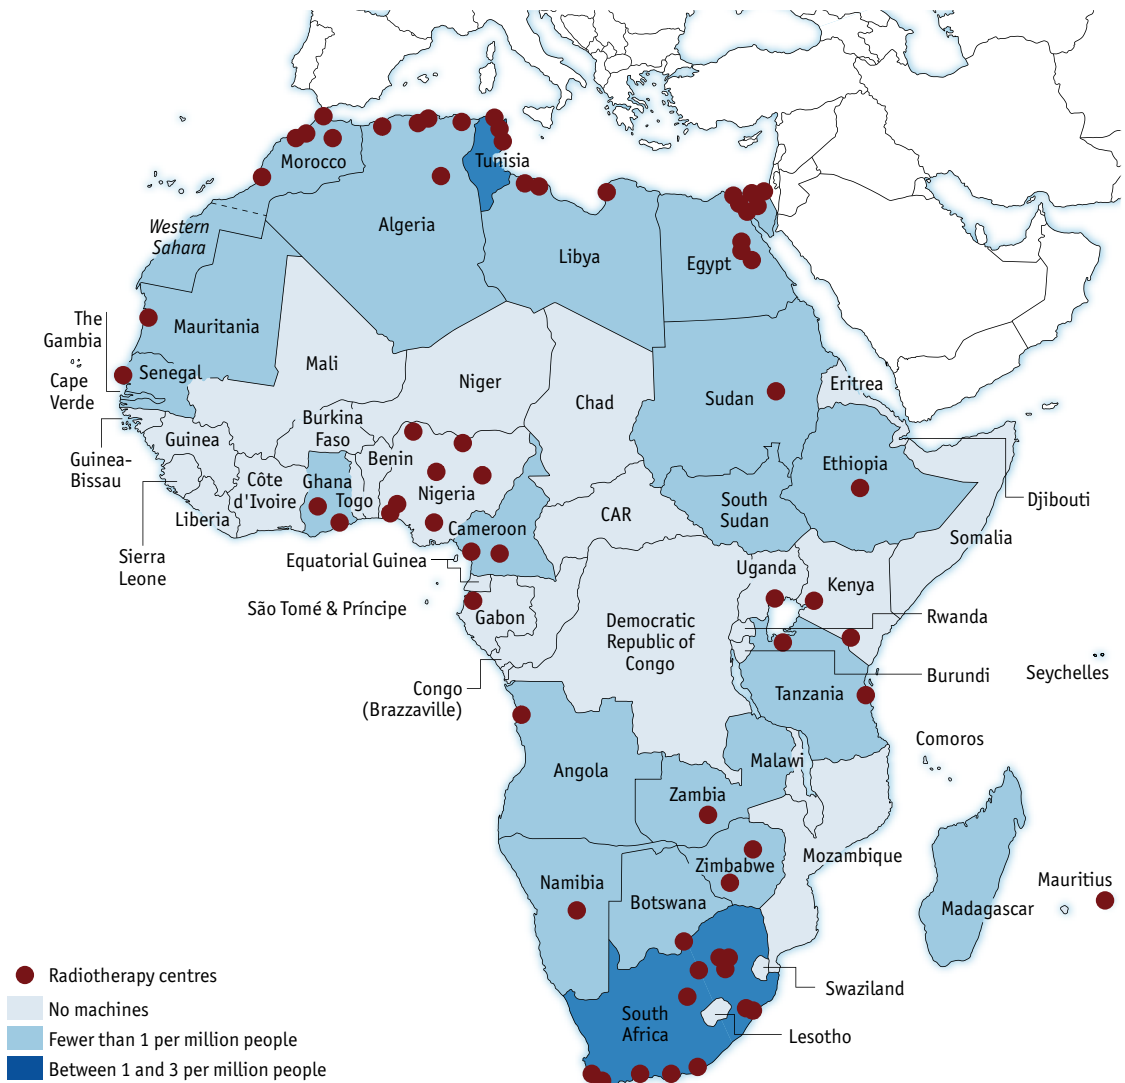 Morocco
Tunisia
Western
Sahara
Algeria
Libya
Egypt
The
Gambia
Mauritania
Cape
Verde
Senegal
Mali
Niger
Chad
Sudan
Eritrea
Guinea
Burkina
Faso
Benin
Guinea-
Bissau
Côte
d'Ivoire
Ghana
Togo
Nigeria
Ethiopia
Djibouti
Liberia
Cameroon
CAR
South
Sudan
Somalia
Sierra
Leone
Equatorial Guinea
Uganda
Kenya
São Tomé & Príncipe
Gabon
Democratic
Republic of
Congo
Rwanda
Burundi
Seychelles
Congo
(Brazzaville)
Tanzania
Comoros
Angola
Malawi
Zambia
Mozambique
Zimbabwe
Namibia
Botswana
Madagascar
Mauritius
Swaziland
South
Africa
Lesotho
Radiotherapy centres
No machines
Fewer than 1 per million people
Between 1 and 3 per million people